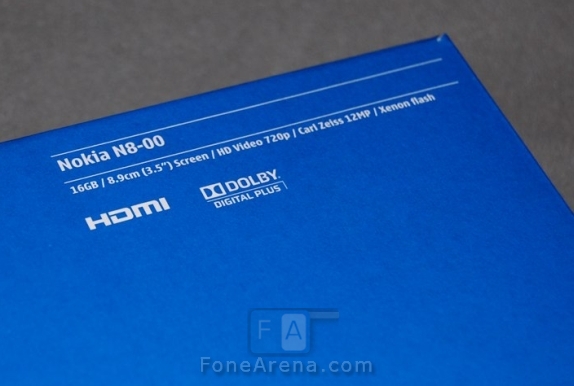 Nokia N8-00
16GB / 8.9cm (3.5") Screen / HD Video 720p / Carl Zeiss 12MP / Xenon flash
HDMI
DOLBY.
DIGITAL PLUS
FA
FoneArena.com